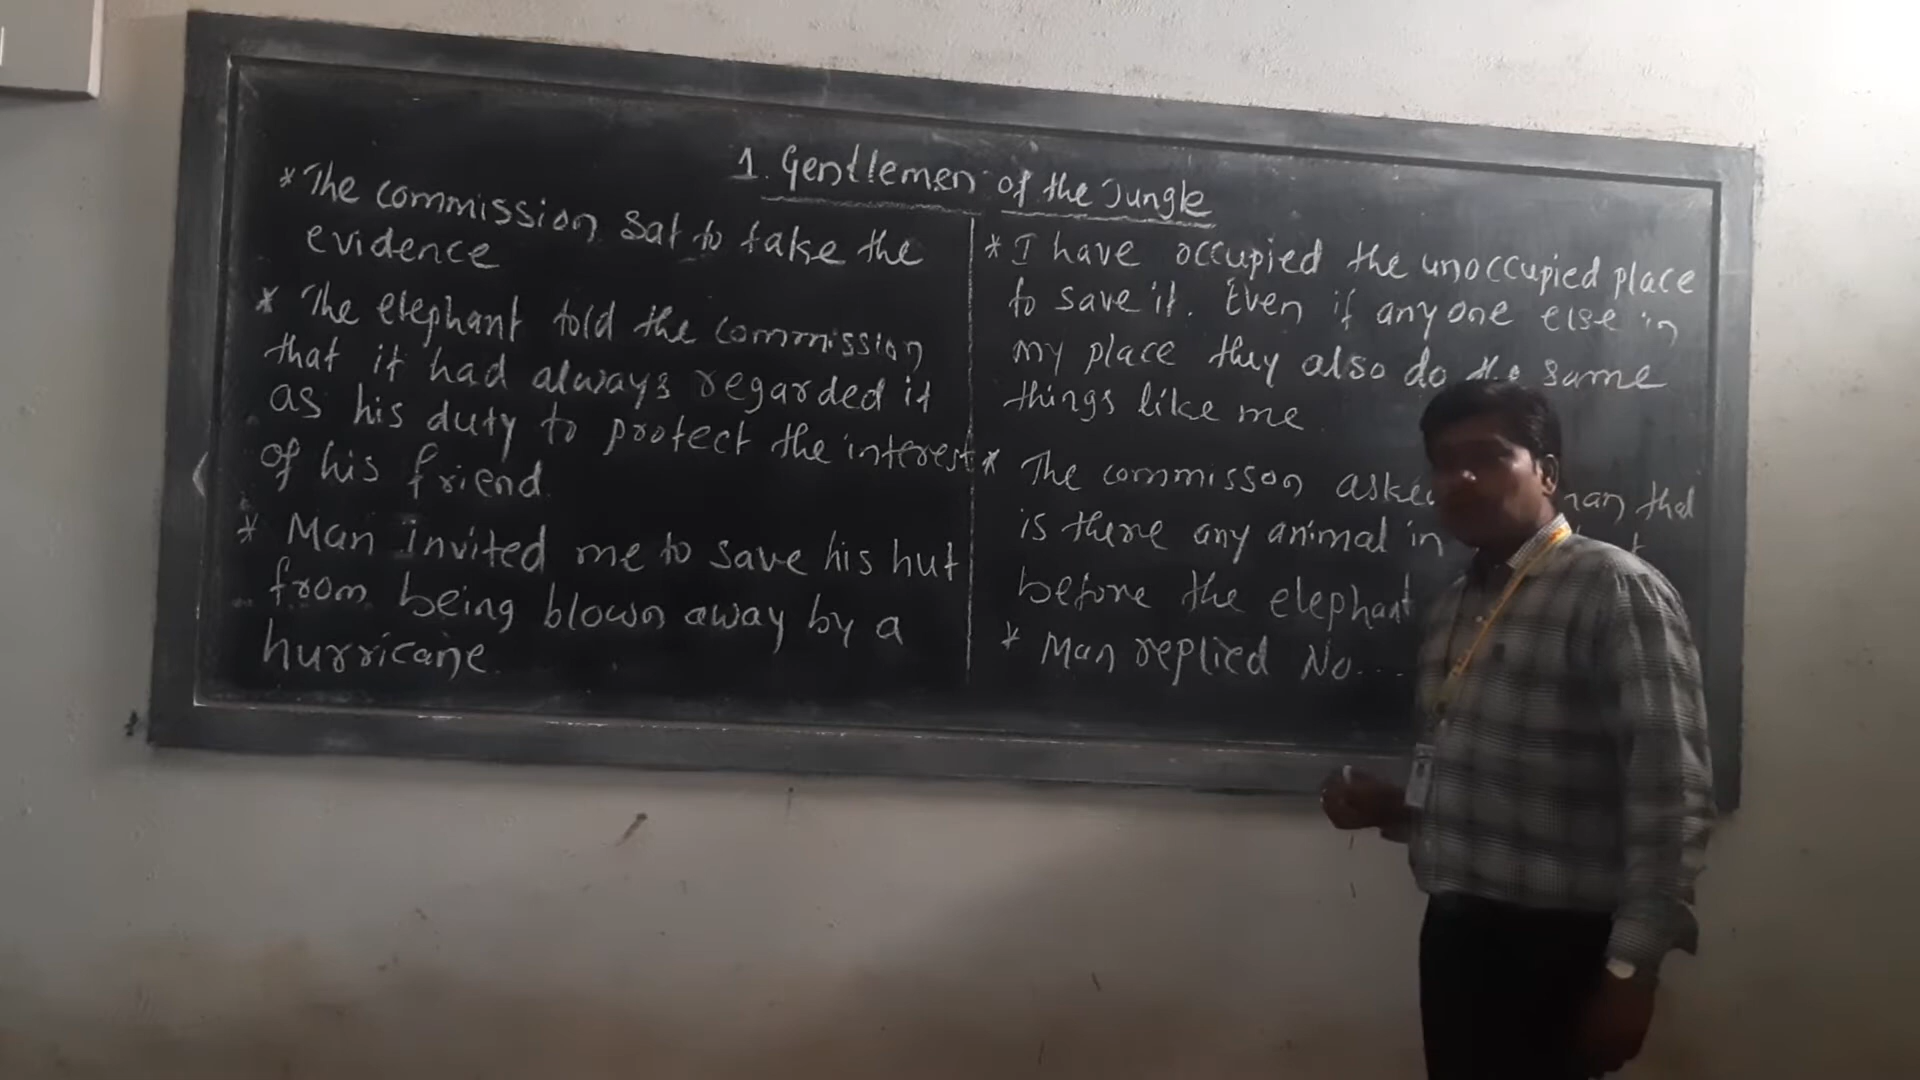 1. Gentlemen of the Jungle
* The commission sat to take the
evidence
* The elephant told the commission
that it had always regarded it
as his duty to protect the interest
of his friend.
* Man invited me to save his hut
from being blown away by a
hurricane.
* I have occupied the unoccupied place
to save it. Even if anyone else in
my place they also do the same
things like me
* The commisson
is there any animal in
before the elephant
* Man replied No....